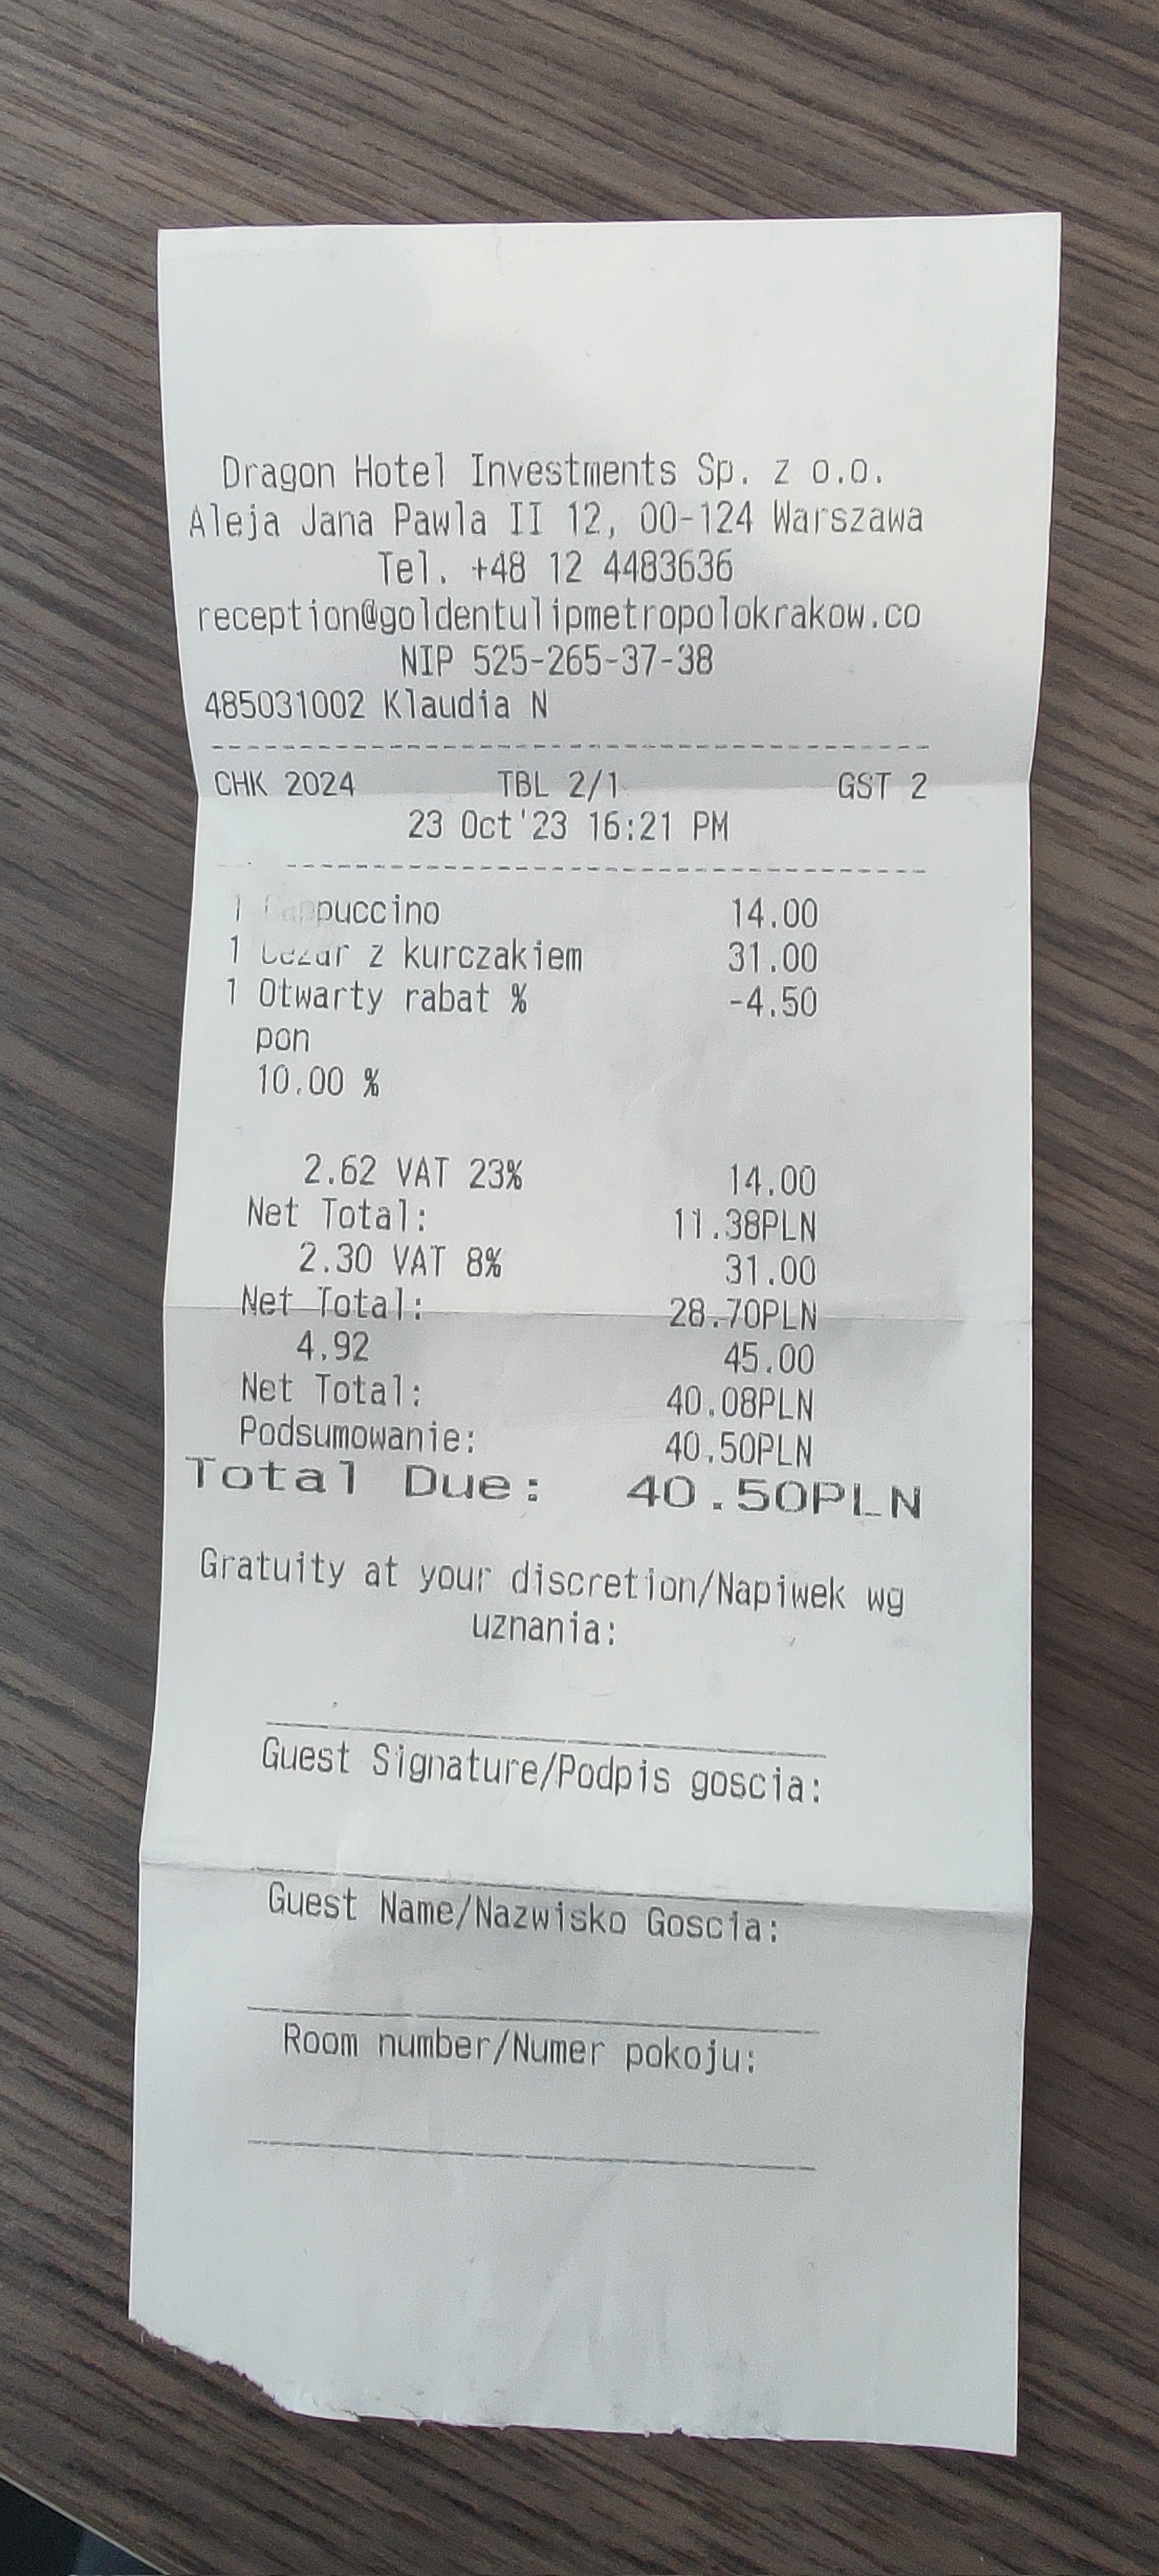 Dragon Hotel Investments Sp. z o.o.
Aleja Jana Pawla II 12, 00-124 Warszawa
Tel. +48 12 4483636
reception@goldentulipmetropolokrakow.co
NIP 525-265-37-38
485031002 Klaudia N
CHK 2024 TBL 2/1 GST 2
23 Oct'23 16:21 PM
1 Cappuccino 14.00
1 Cezar z kurczakiem 31.00
1 Otwarty rabat % -4.50
pon
10.00 %
2.62 VAT 23% 14.00
Net Total: 11.38PLN
2.30 VAT 8% 31.00
Net Total: 28.70PLN
4.92 45.00
Net Total: 40.08PLN
Podsumowanie: 40.50PLN
Total Due: 40.50PLN
Gratuity at your discretion/Napiwek wg
uznania:
Guest Signature/Podpis goscia:
Guest Name/Nazwisko Goscia:
Room number/Numer pokoju: